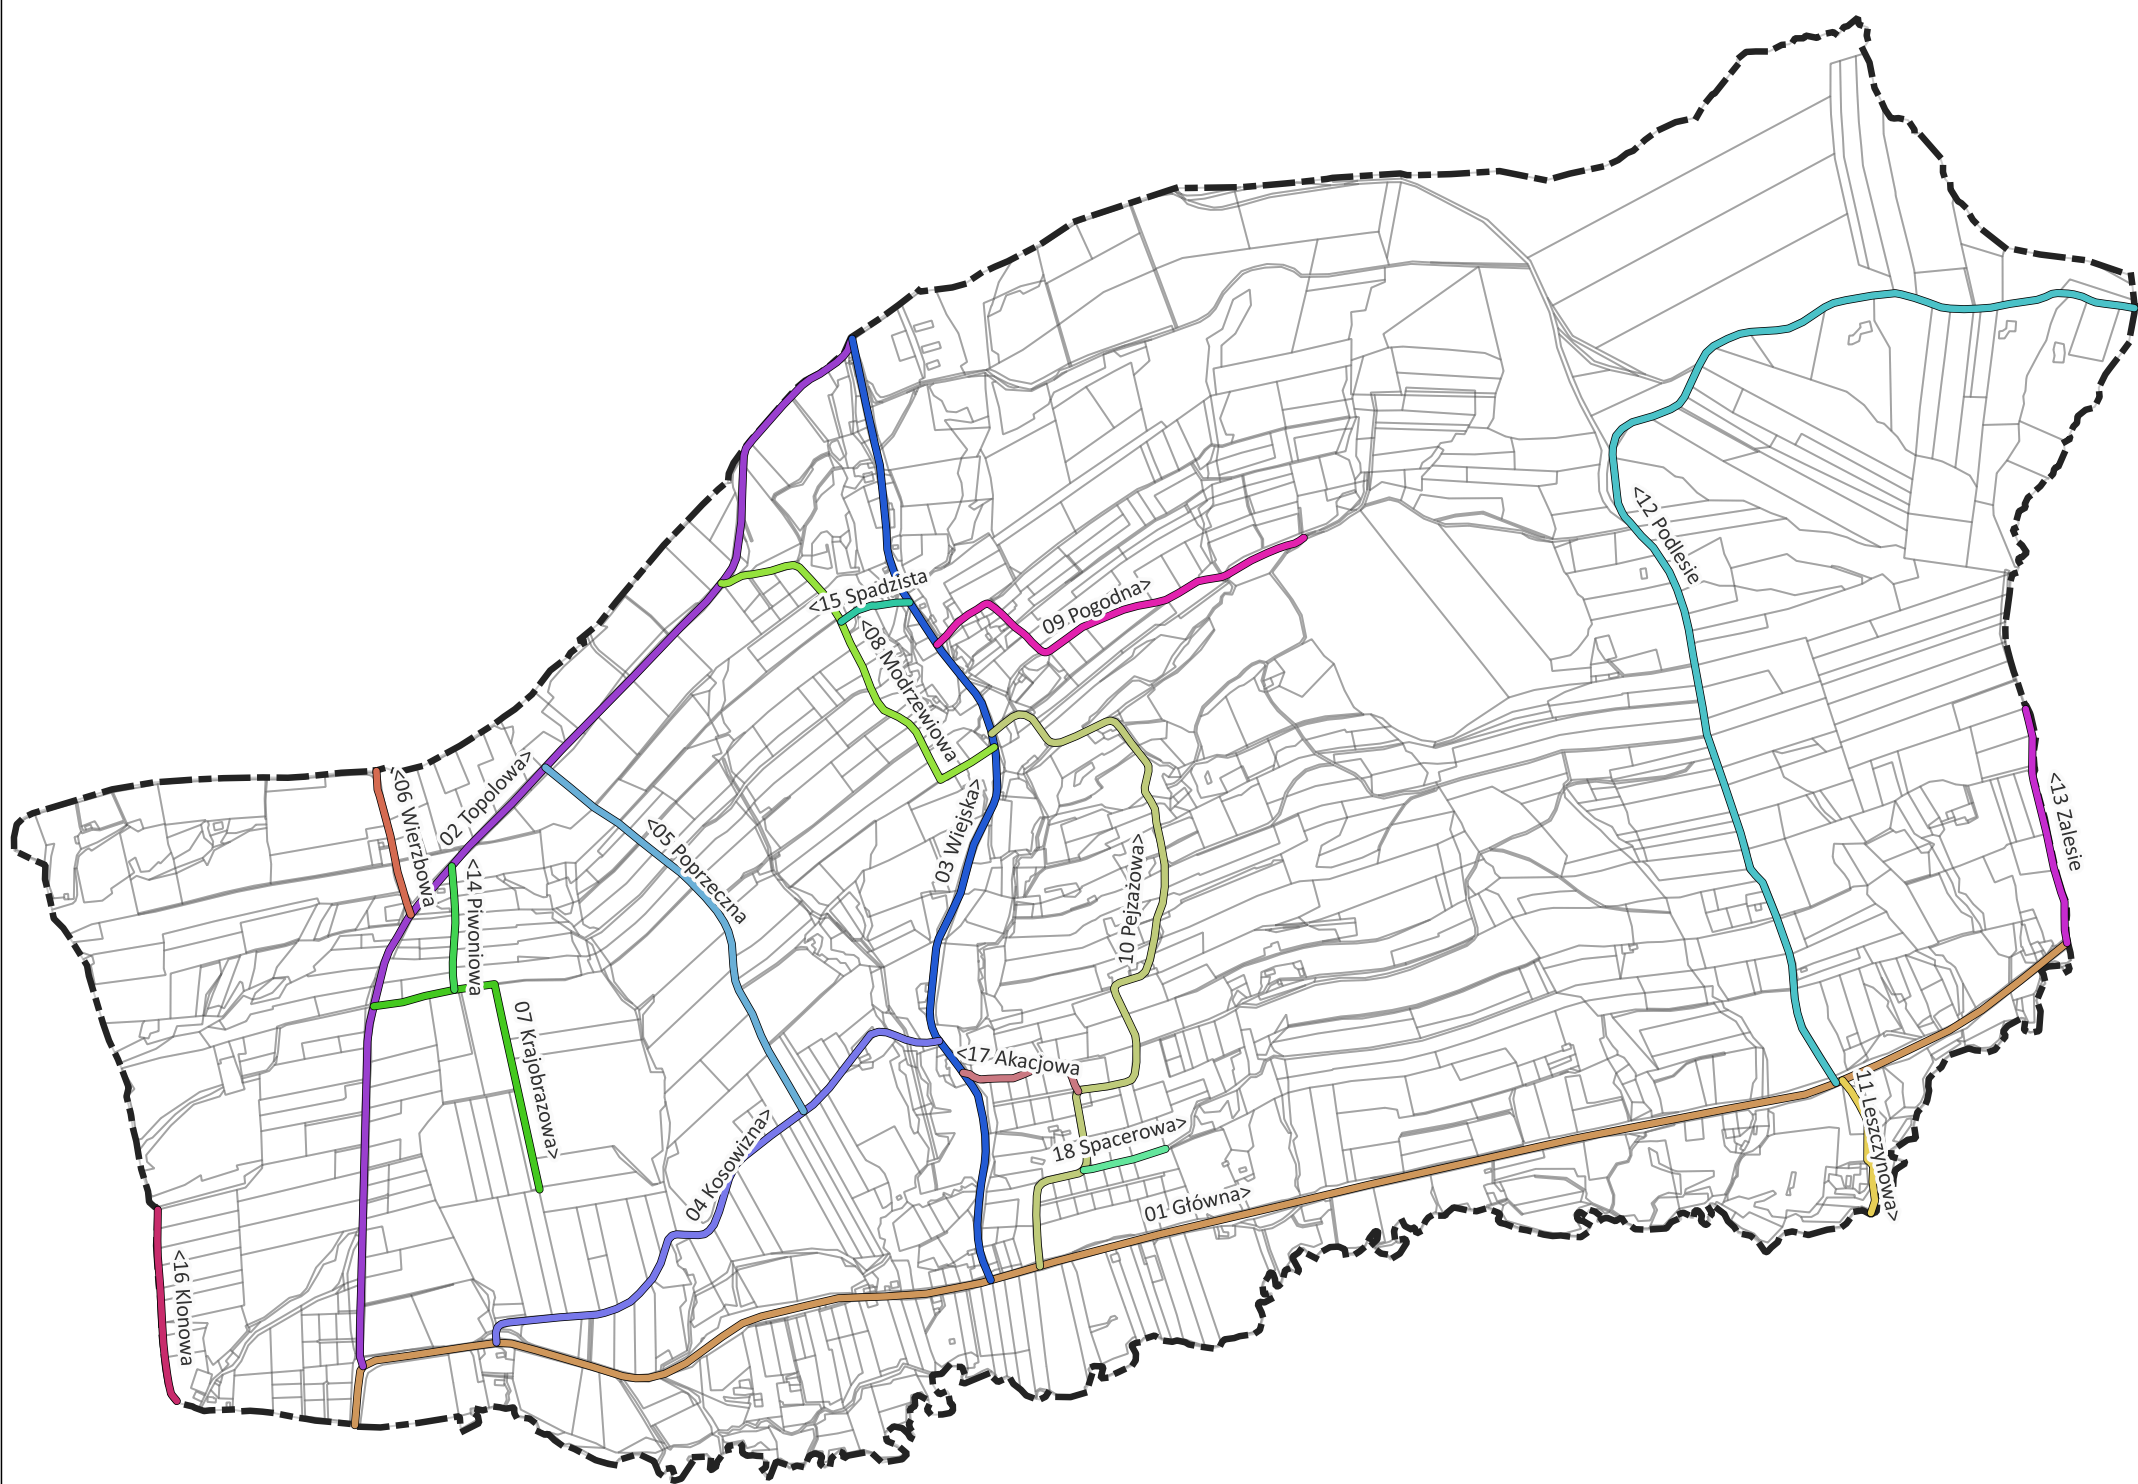 <12 Podlesie
<15 Spadzista
09 Pogodna>
<08 Modrzewiowa
02 Topolowa>
<06 Wierzbowa
<05 Poprzeczna
03 Wiejska>
<13 Zalesie
<14 Piwoniowa
10 Pejzażowa>
07 Krajobrazowa>
<17 Akacjowa
04 Kosowizna>
18 Spacerowa>
11 Leszczynowa>
01 Główna>
<16 Klonowa